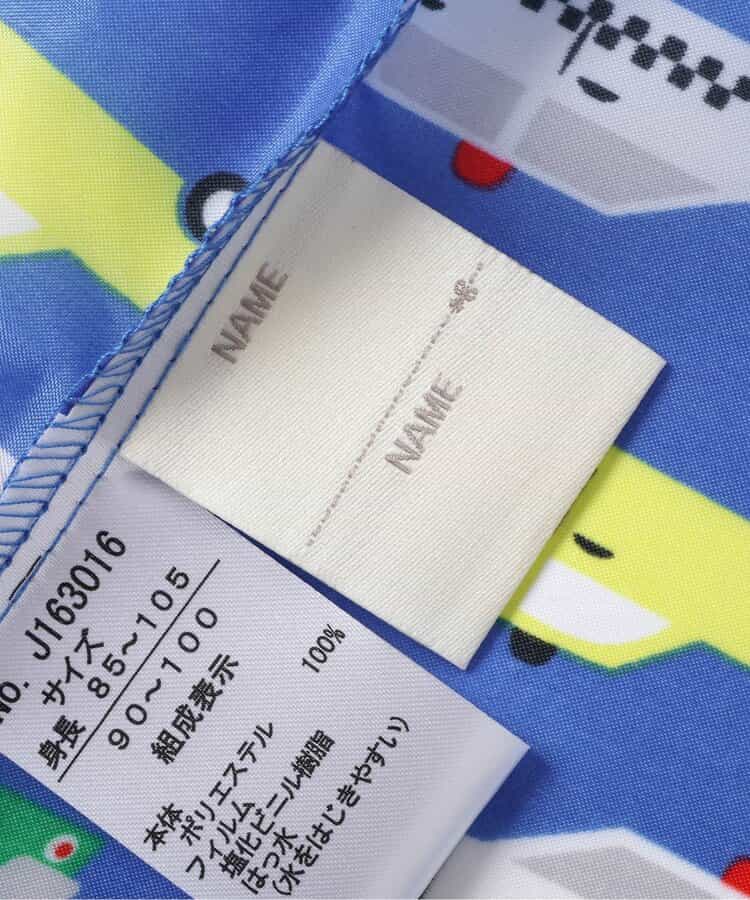 NAME
NAME
No. J163016
サイズ
身長 85〜105
90〜100
組成表示
本体
ポリエステル 100%
フィルム
塩化ビニル樹脂
はっ水
(水をはじきやすい)